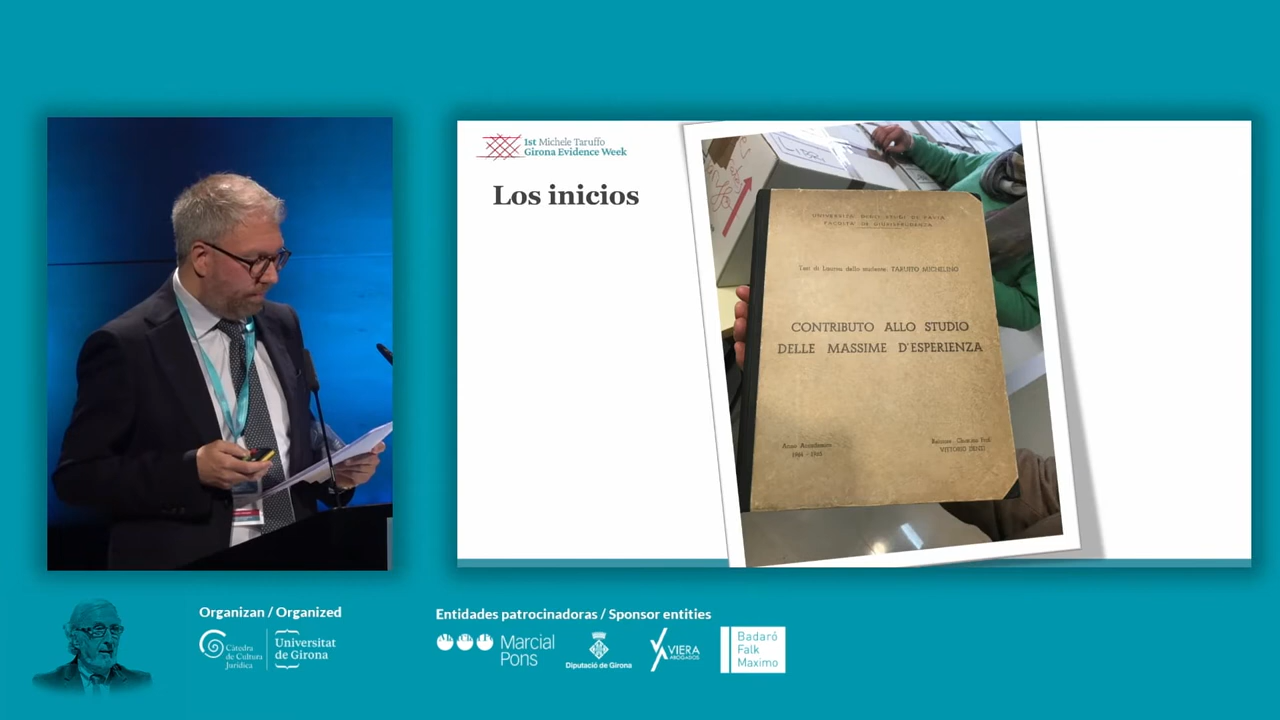 1st Michele Taruffo
Girona Evidence Week
Los inicios
LIBRI
UNIVERSITÀ DEGLI STUDI DI PAVIA
FACOLTÀ DI GIURISPRUDENZA
Tesi di Laurea dello studente TARUFFO MICHELINO
CONTRIBUTO ALLO STUDIO
DELLE MASSIME D'ESPERIENZA
Anno Accademico
Relatore Chiar.mo Prof.
VITTORIO DENTI
Organizan / Organized
Càtedra
de Cultura
Jurídica
Universitat
de Girona
Entidades patrocinadoras / Sponsor entities
Marcial
Pons
Diputació de Girona
VIERA
ABOGADOS
Badaró
Falk
Maximo